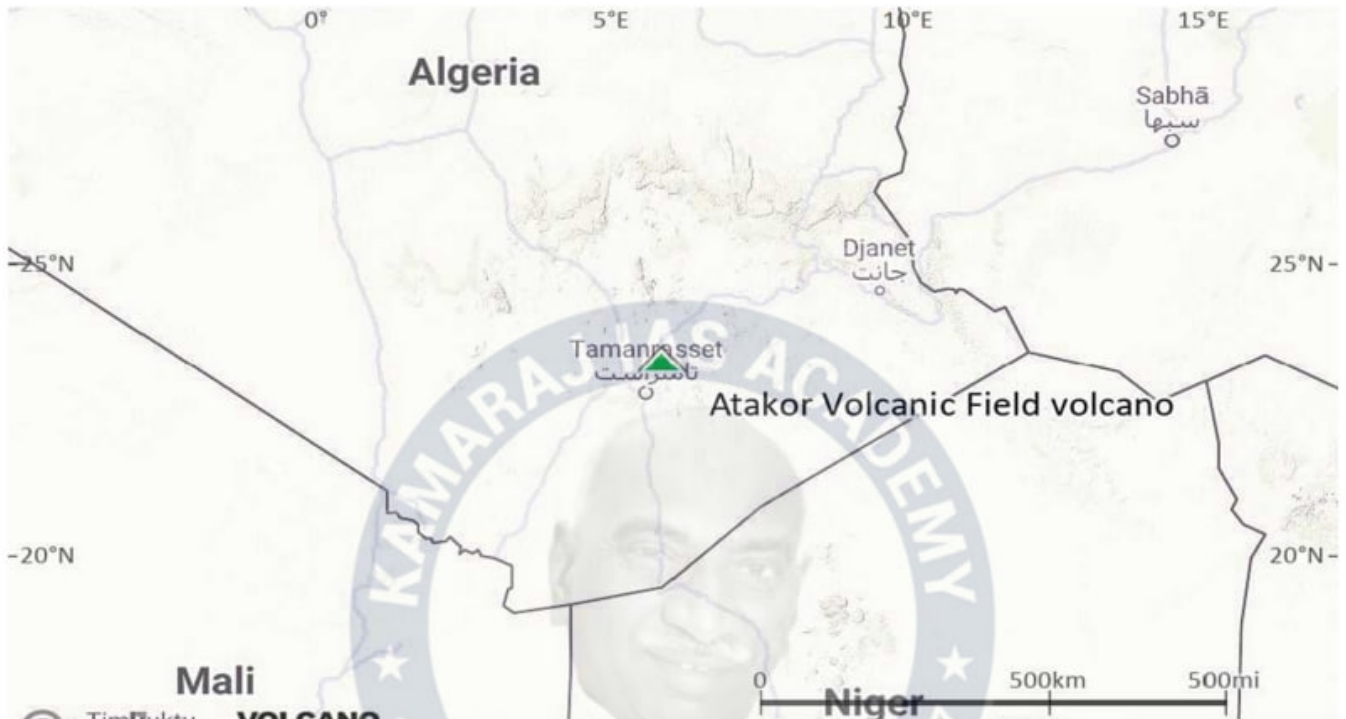 0° 5°E 10°E 15°E
Algeria
Sabhā
سبها
Djanet
جانت
25°N 25°N
Tamanrasset
تامنراست
Atakor Volcanic Field volcano
KAMARAJ IAS ACADEMY
20°N 20°N
Mali
0 500km 500mi
Niger
Timbuktu VOLCANO